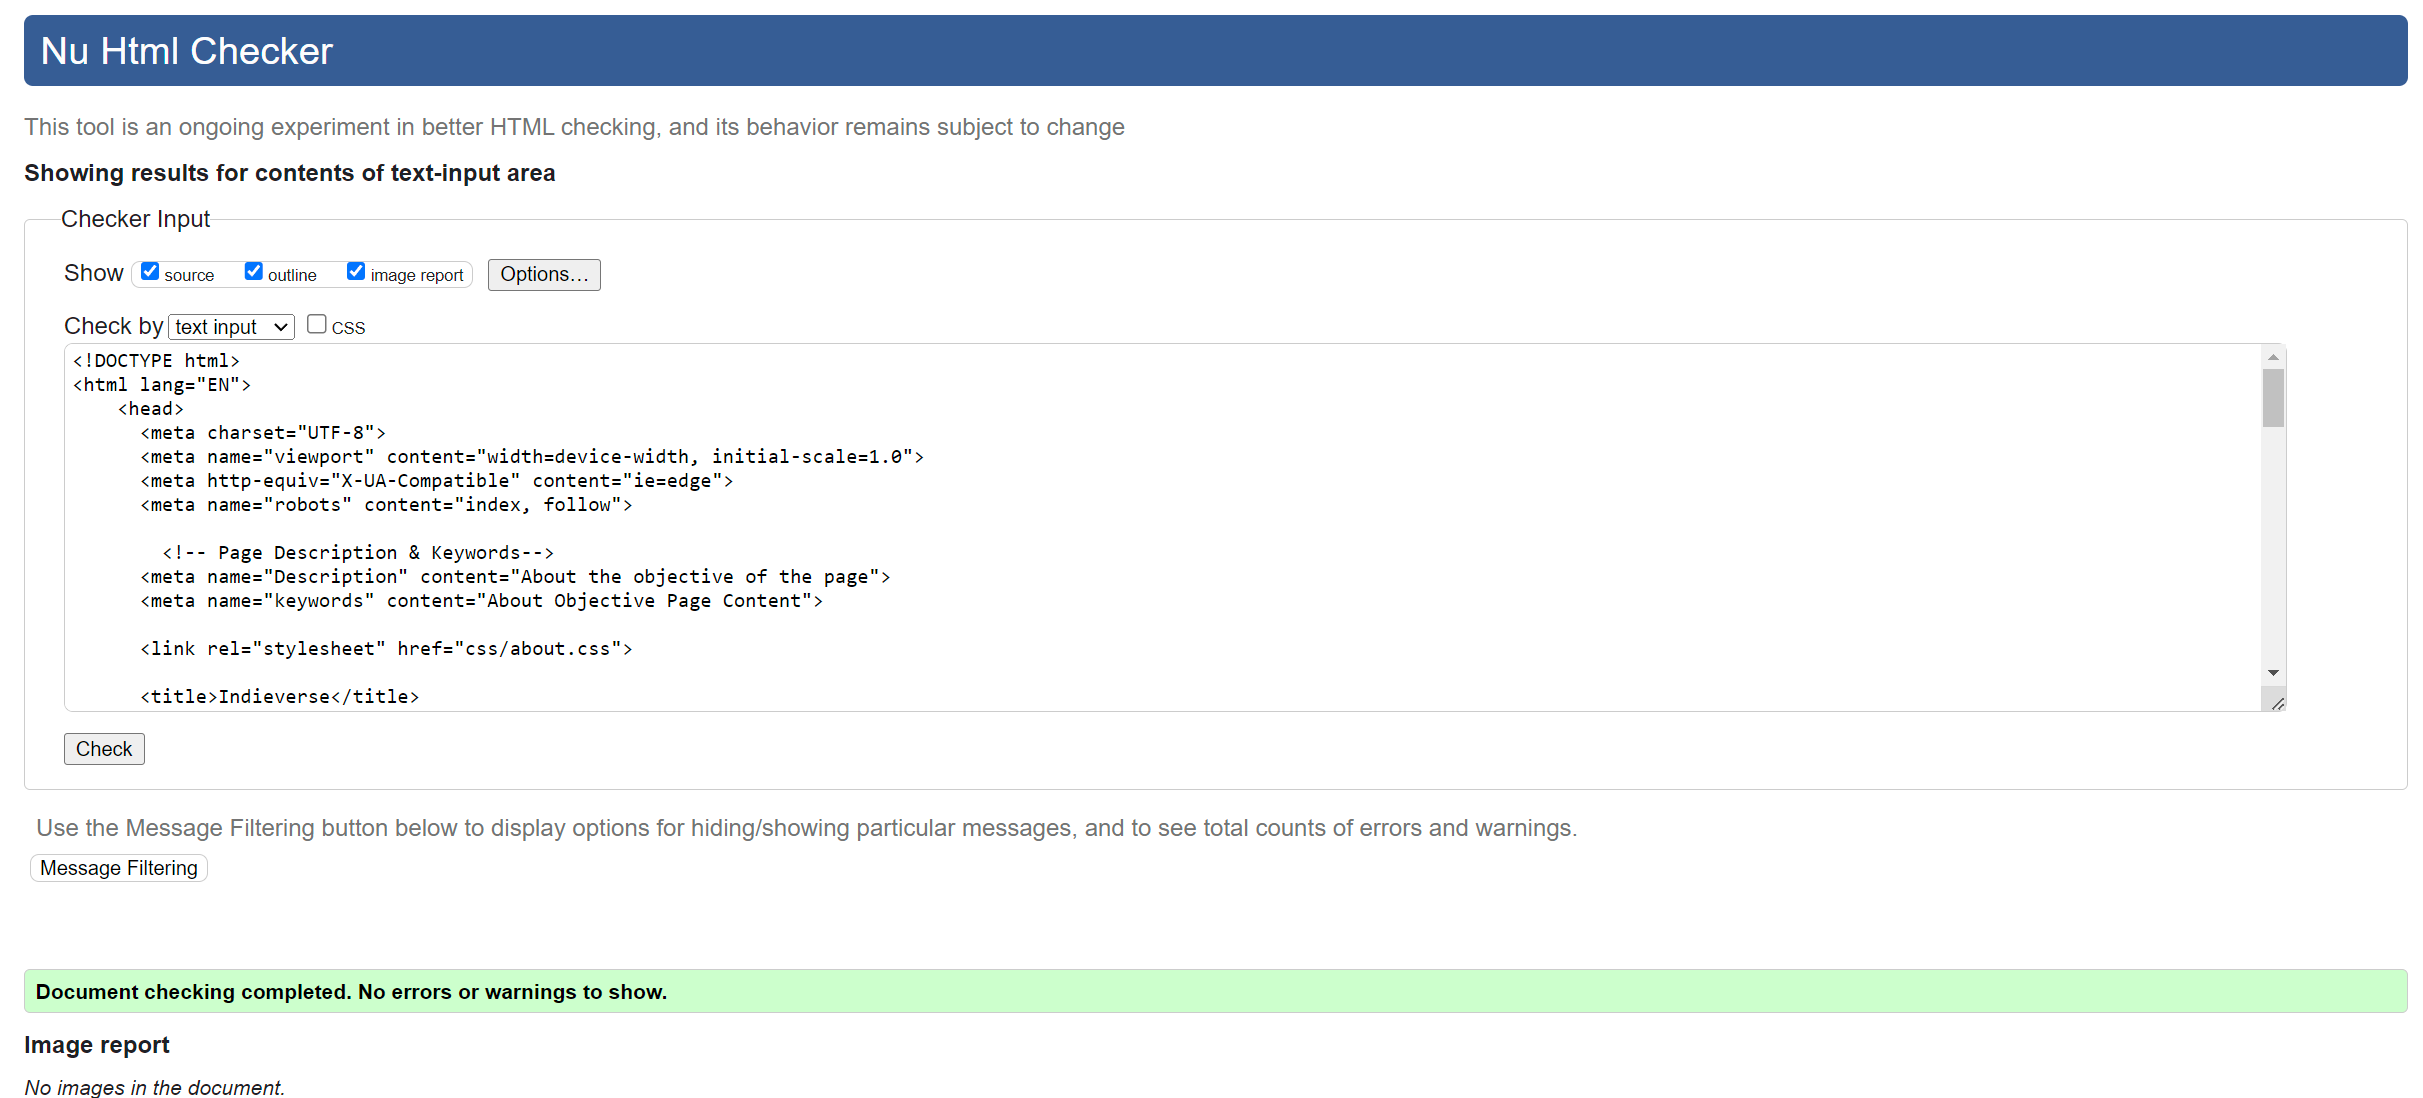 Nu Html Checker
This tool is an ongoing experiment in better HTML checking, and its behavior remains subject to change
Showing results for contents of text-input area
Checker Input
Show source outline image report Options...
Check by text input CSS
<!DOCTYPE html>
<html lang="EN">
    <head>
      <meta charset="UTF-8">
      <meta name="viewport" content="width=device-width, initial-scale=1.0">
      <meta http-equiv="X-UA-Compatible" content="ie=edge">
      <meta name="robots" content="index, follow">
        <!-- Page Description & Keywords-->
      <meta name="Description" content="About the objective of the page">
      <meta name="keywords" content="About Objective Page Content">
      <link rel="stylesheet" href="css/about.css">
      <title>Indieverse</title>
Check
Use the Message Filtering button below to display options for hiding/showing particular messages, and to see total counts of errors and warnings.
Message Filtering
Document checking completed. No errors or warnings to show.
Image report
No images in the document.